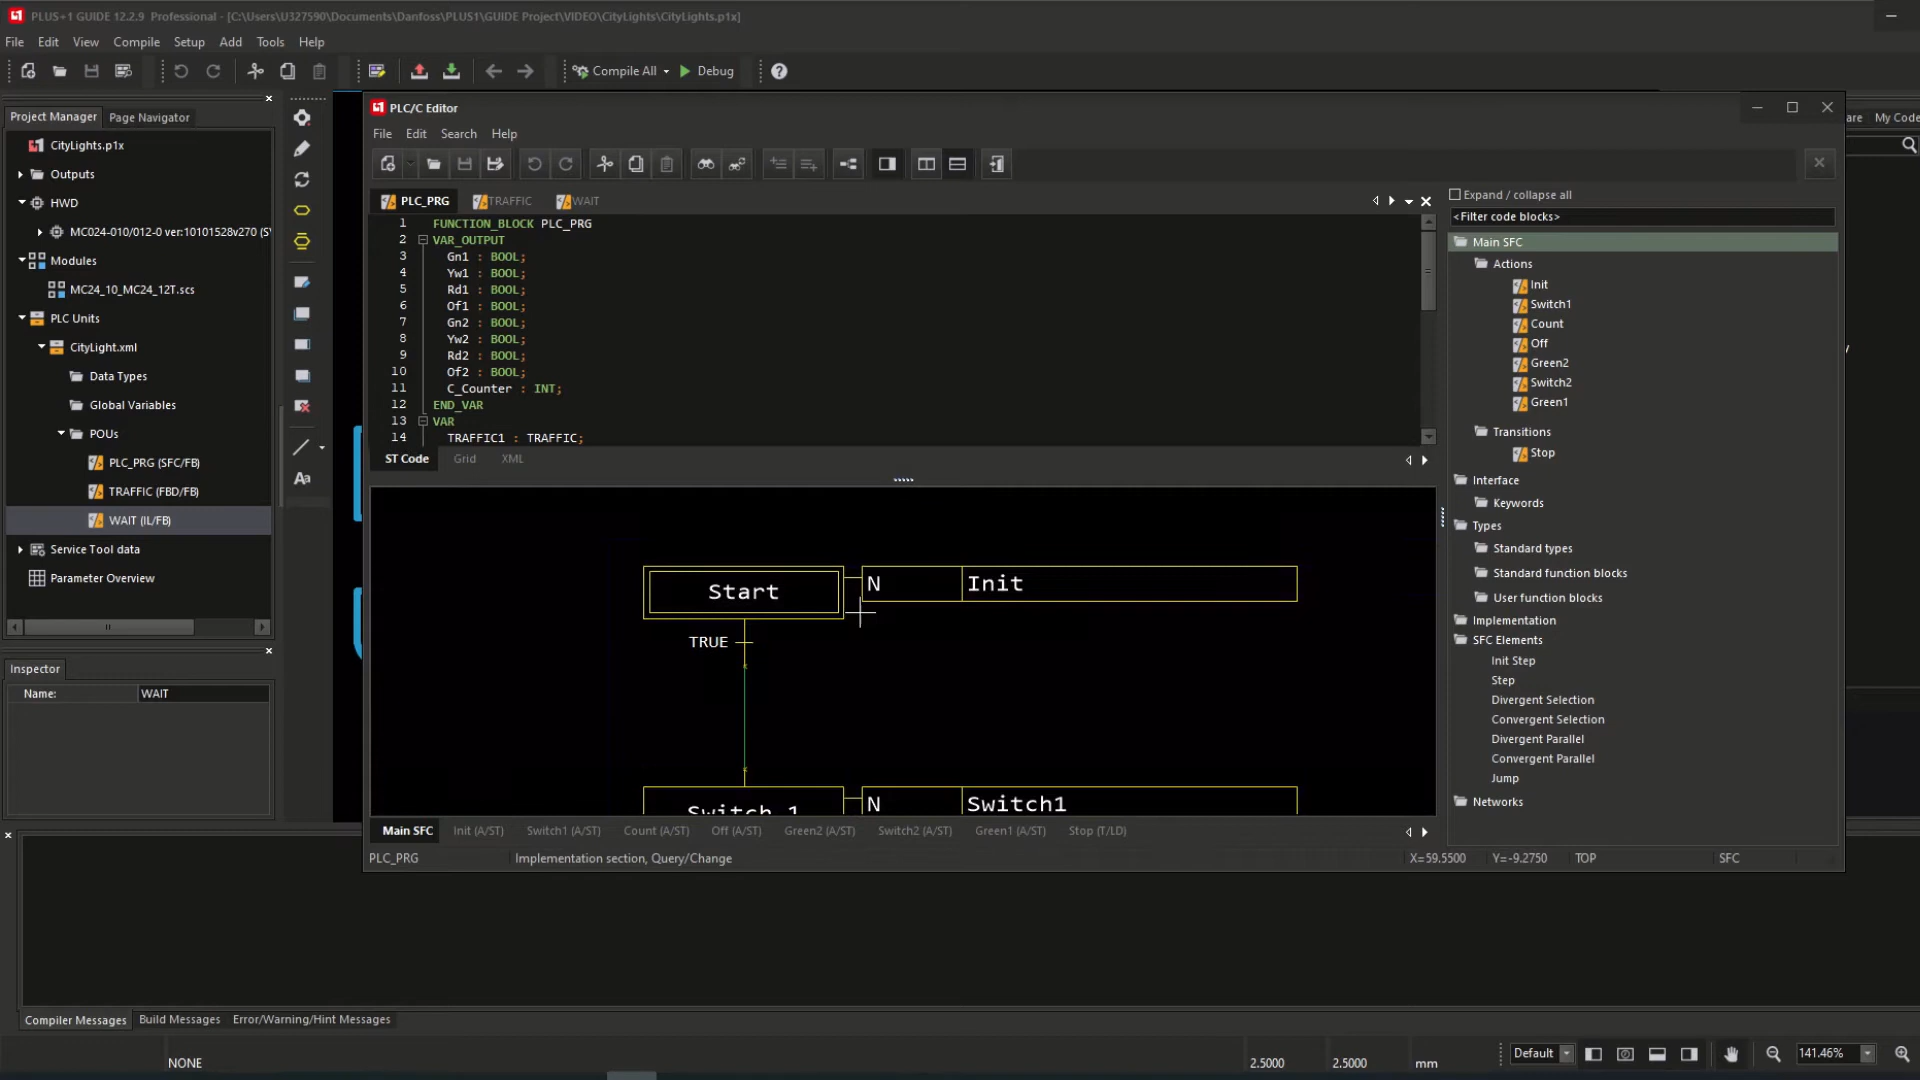 PLUS+1 GUIDE 12.2.9 Professional - [C:\Users\U327590\Documents\Danfoss\PLUS1\GUIDE Project\VIDEO\CityLights\CityLights.p1x]
File Edit View Compile Setup Add Tools Help
Compile All Debug
Project Manager Page Navigator
CityLights.p1x
Outputs
HWD
MC024-010/012-0 ver:10101528v270 (S
Modules
MC24_10_MC24_12T.scs
PLC Units
CityLight.xml
Data Types
Global Variables
POUs
PLC_PRG (SFC/FB)
TRAFFIC (FBD/FB)
WAIT (IL/FB)
Service Tool data
Parameter Overview
Inspector
Name: WAIT
Aa
PLC/C Editor
File Edit Search Help
PLC_PRG TRAFFIC WAIT
1 FUNCTION_BLOCK PLC_PRG
2 VAR_OUTPUT
3 Gn1 : BOOL;
4 Yw1 : BOOL;
5 Rd1 : BOOL;
6 Of1 : BOOL;
7 Gn2 : BOOL;
8 Yw2 : BOOL;
9 Rd2 : BOOL;
10 Of2 : BOOL;
11 C_Counter : INT;
12 END_VAR
13 VAR
14 TRAFFIC1 : TRAFFIC;
ST Code Grid XML
Start N Init
TRUE
Switch 1 N Switch1
Main SFC Init (A/ST) Switch1 (A/ST) Count (A/ST) Off (A/ST) Green2 (A/ST) Switch2 (A/ST) Green1 (A/ST) Stop (T/LD)
PLC_PRG Implementation section, Query/Change X=59.5500 Y=-9.2750 TOP SFC
Expand / collapse all
<Filter code blocks>
Main SFC
Actions
Init
Switch1
Count
Off
Green2
Switch2
Green1
Transitions
Stop
Interface
Keywords
Types
Standard types
Standard function blocks
User function blocks
Implementation
SFC Elements
Init Step
Step
Divergent Selection
Convergent Selection
Divergent Parallel
Convergent Parallel
Jump
Networks
are My Code
Compiler Messages Build Messages Error/Warning/Hint Messages
NONE 2.5000 2.5000 mm Default 141.46%